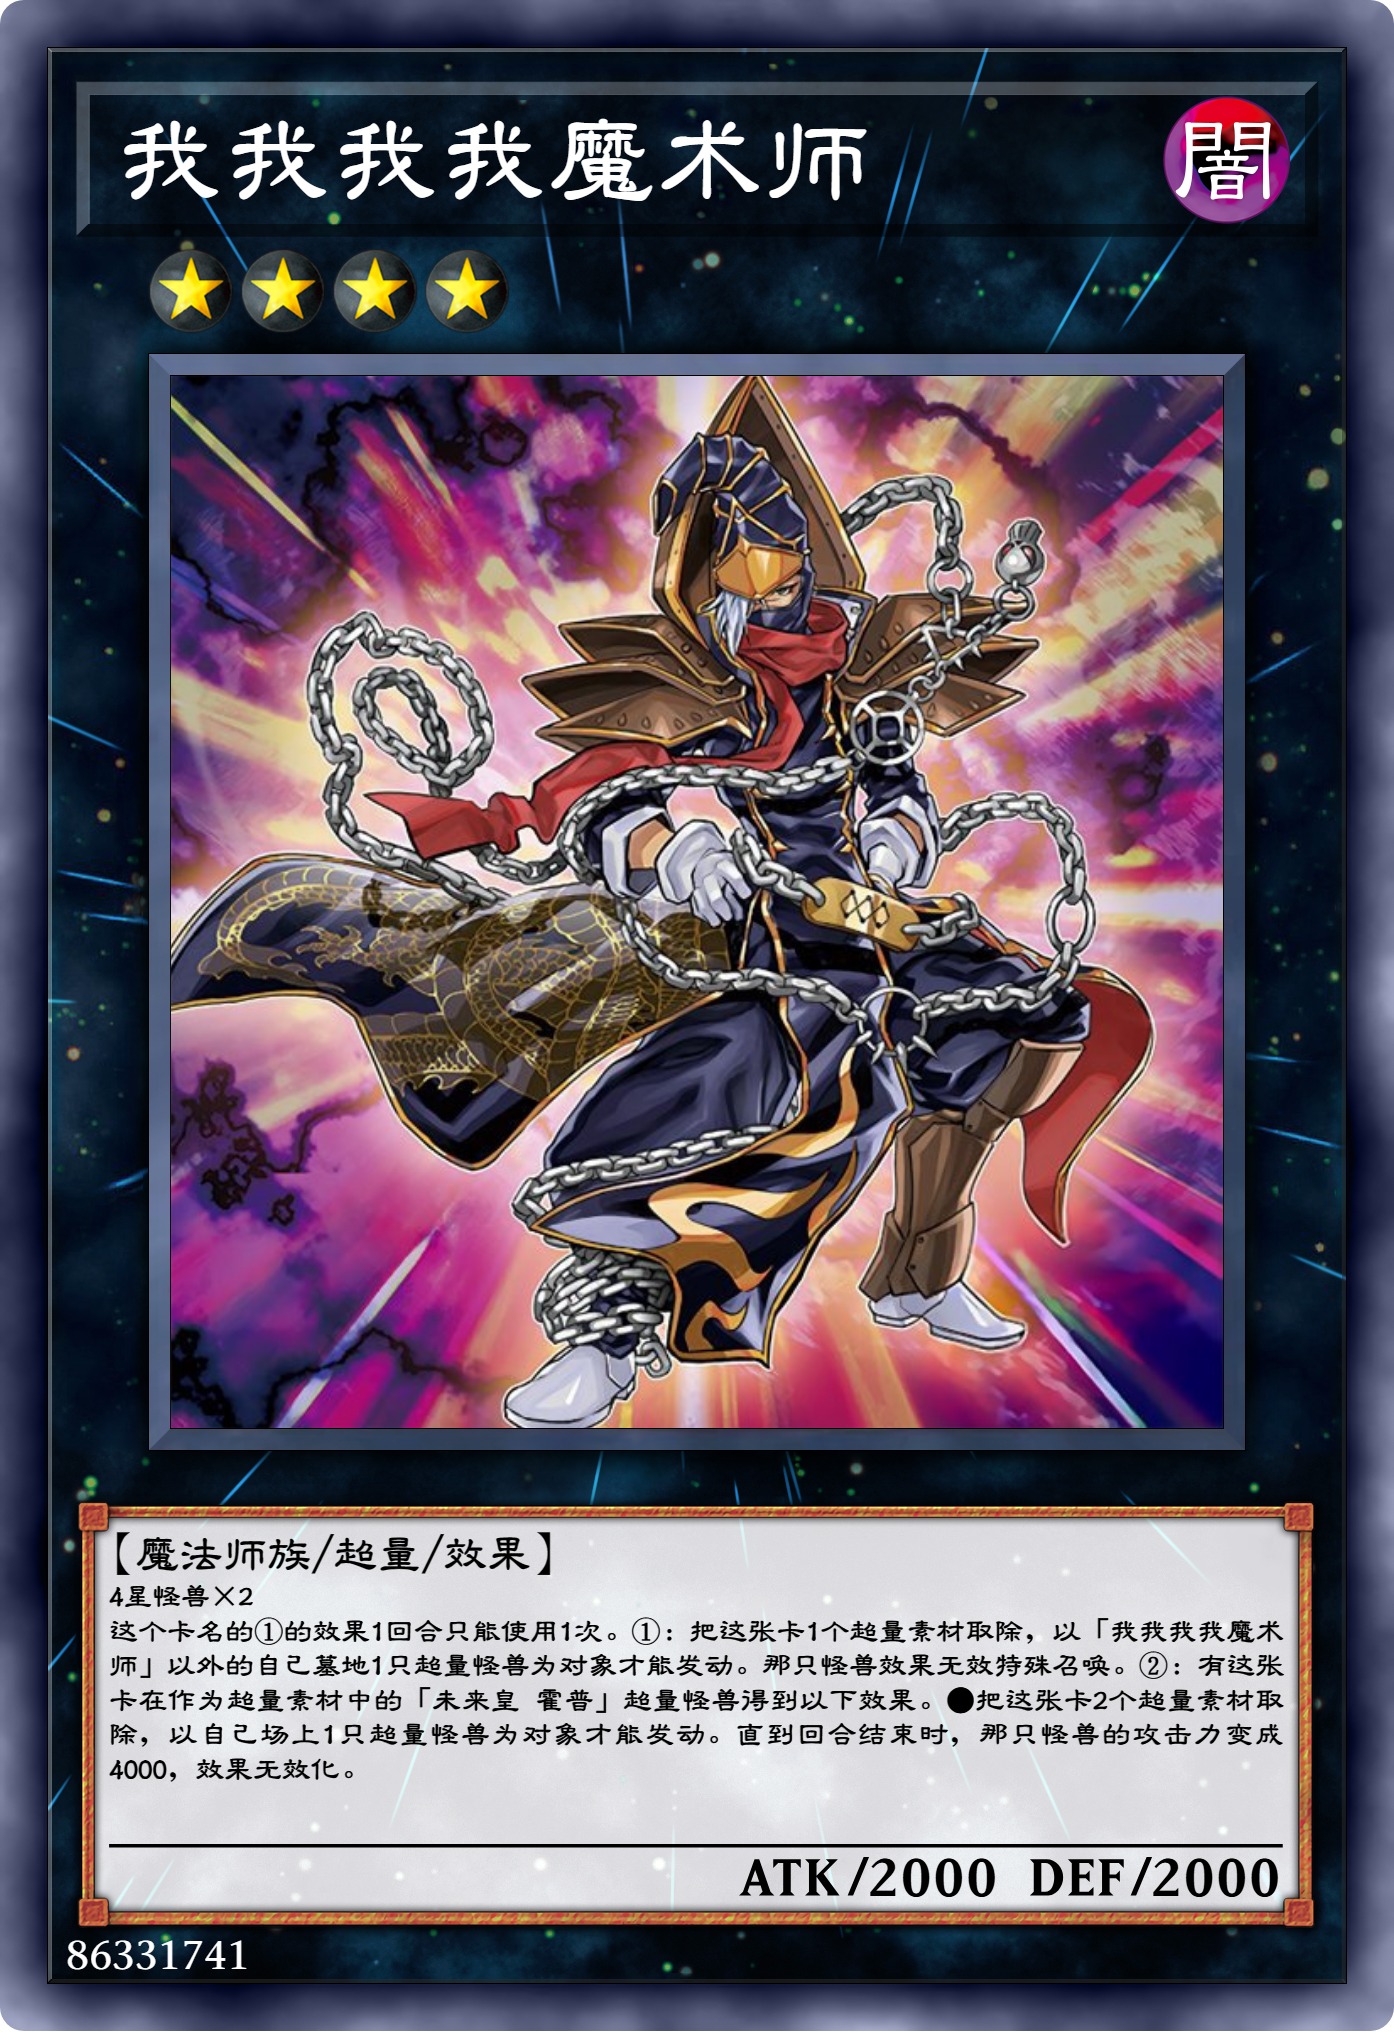 我我我我魔术师
闇
【魔法师族/超量/效果】
4星怪兽×2
这个卡名的①的效果1回合只能使用1次。①：把这张卡1个超量素材取除，以「我我我我魔术
师」以外的自己墓地1只超量怪兽为对象才能发动。那只怪兽效果无效特殊召唤。②：有这张
卡在作为超量素材中的「未来皇 霍普」超量怪兽得到以下效果。●把这张卡2个超量素材取
除，以自己场上1只超量怪兽为对象才能发动。直到回合结束时，那只怪兽的攻击力变成
4000，效果无效化。
ATK/2000 DEF/2000
86331741